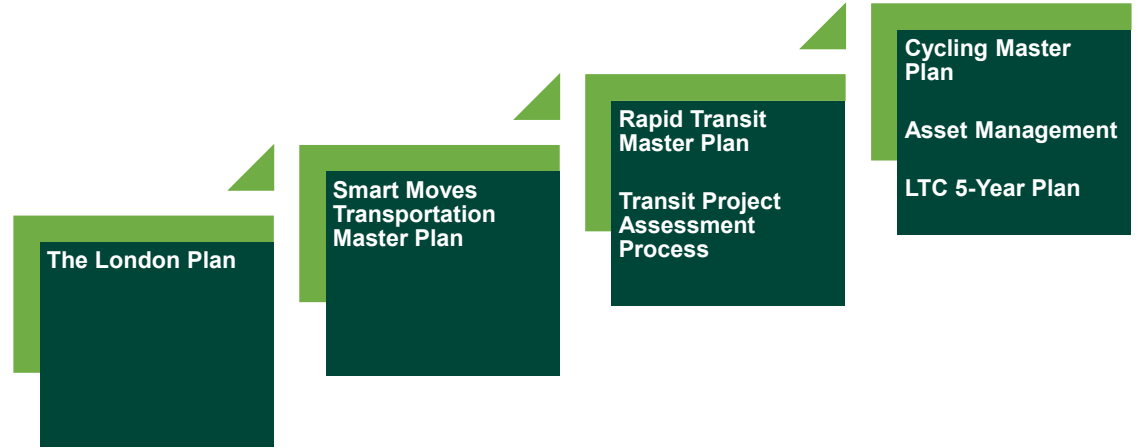 The London Plan
Smart Moves
Transportation
Master Plan
Rapid Transit
Master Plan
Transit Project
Assessment
Process
Cycling Master
Plan
Asset Management
LTC 5-Year Plan